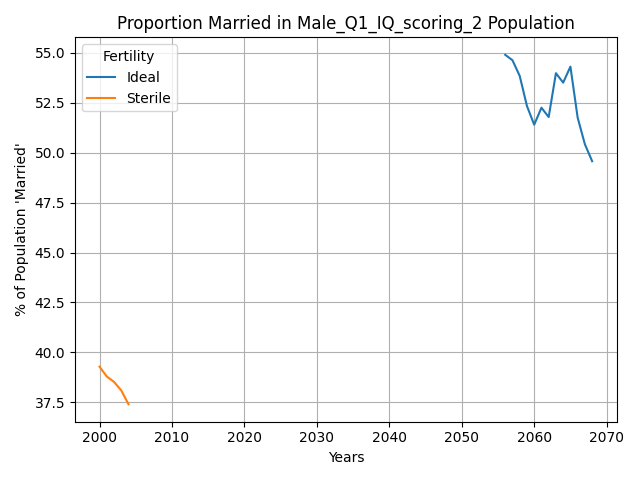 Proportion Married in Male_Q1_IQ_scoring_2 Population
Fertility
Ideal
Sterile
% of Population 'Married'
55.0
52.5
50.0
47.5
45.0
42.5
40.0
37.5
2000 2010 2020 2030 2040 2050 2060 2070
Years